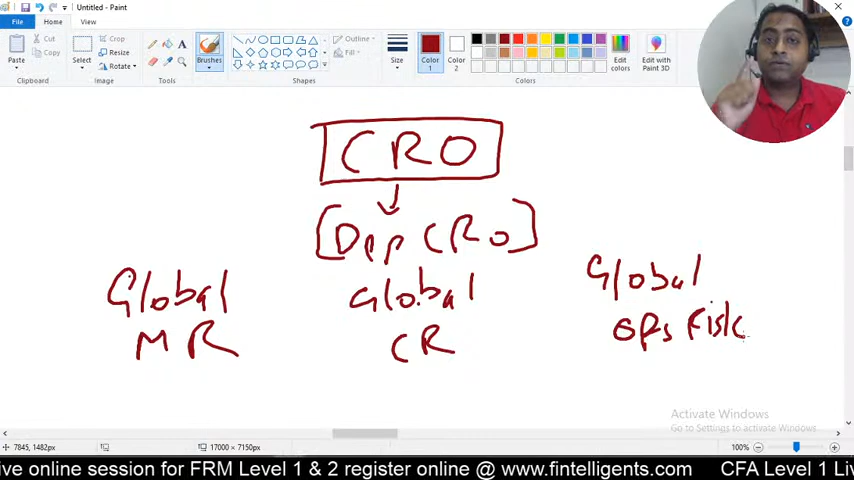 Untitled - Paint
File Home View
Paste
Cut
Copy
Clipboard
Select
Crop
Resize
Rotate
Image
A
Tools
Brushes
Outline
Fill
Shapes
Size
Color 1
Color 2
Edit colors
Edit with Paint 3D
Colors
CRO
[Dep CRO]
Global Global Global
MR CR OPs Risk
Activate Windows
Go to Settings to activate Windows.
7845, 1482px 17000 × 7150px 100%
ive online session for FRM Level 1 & 2 register online @ www.fintelligents.com CFA Level 1 Li